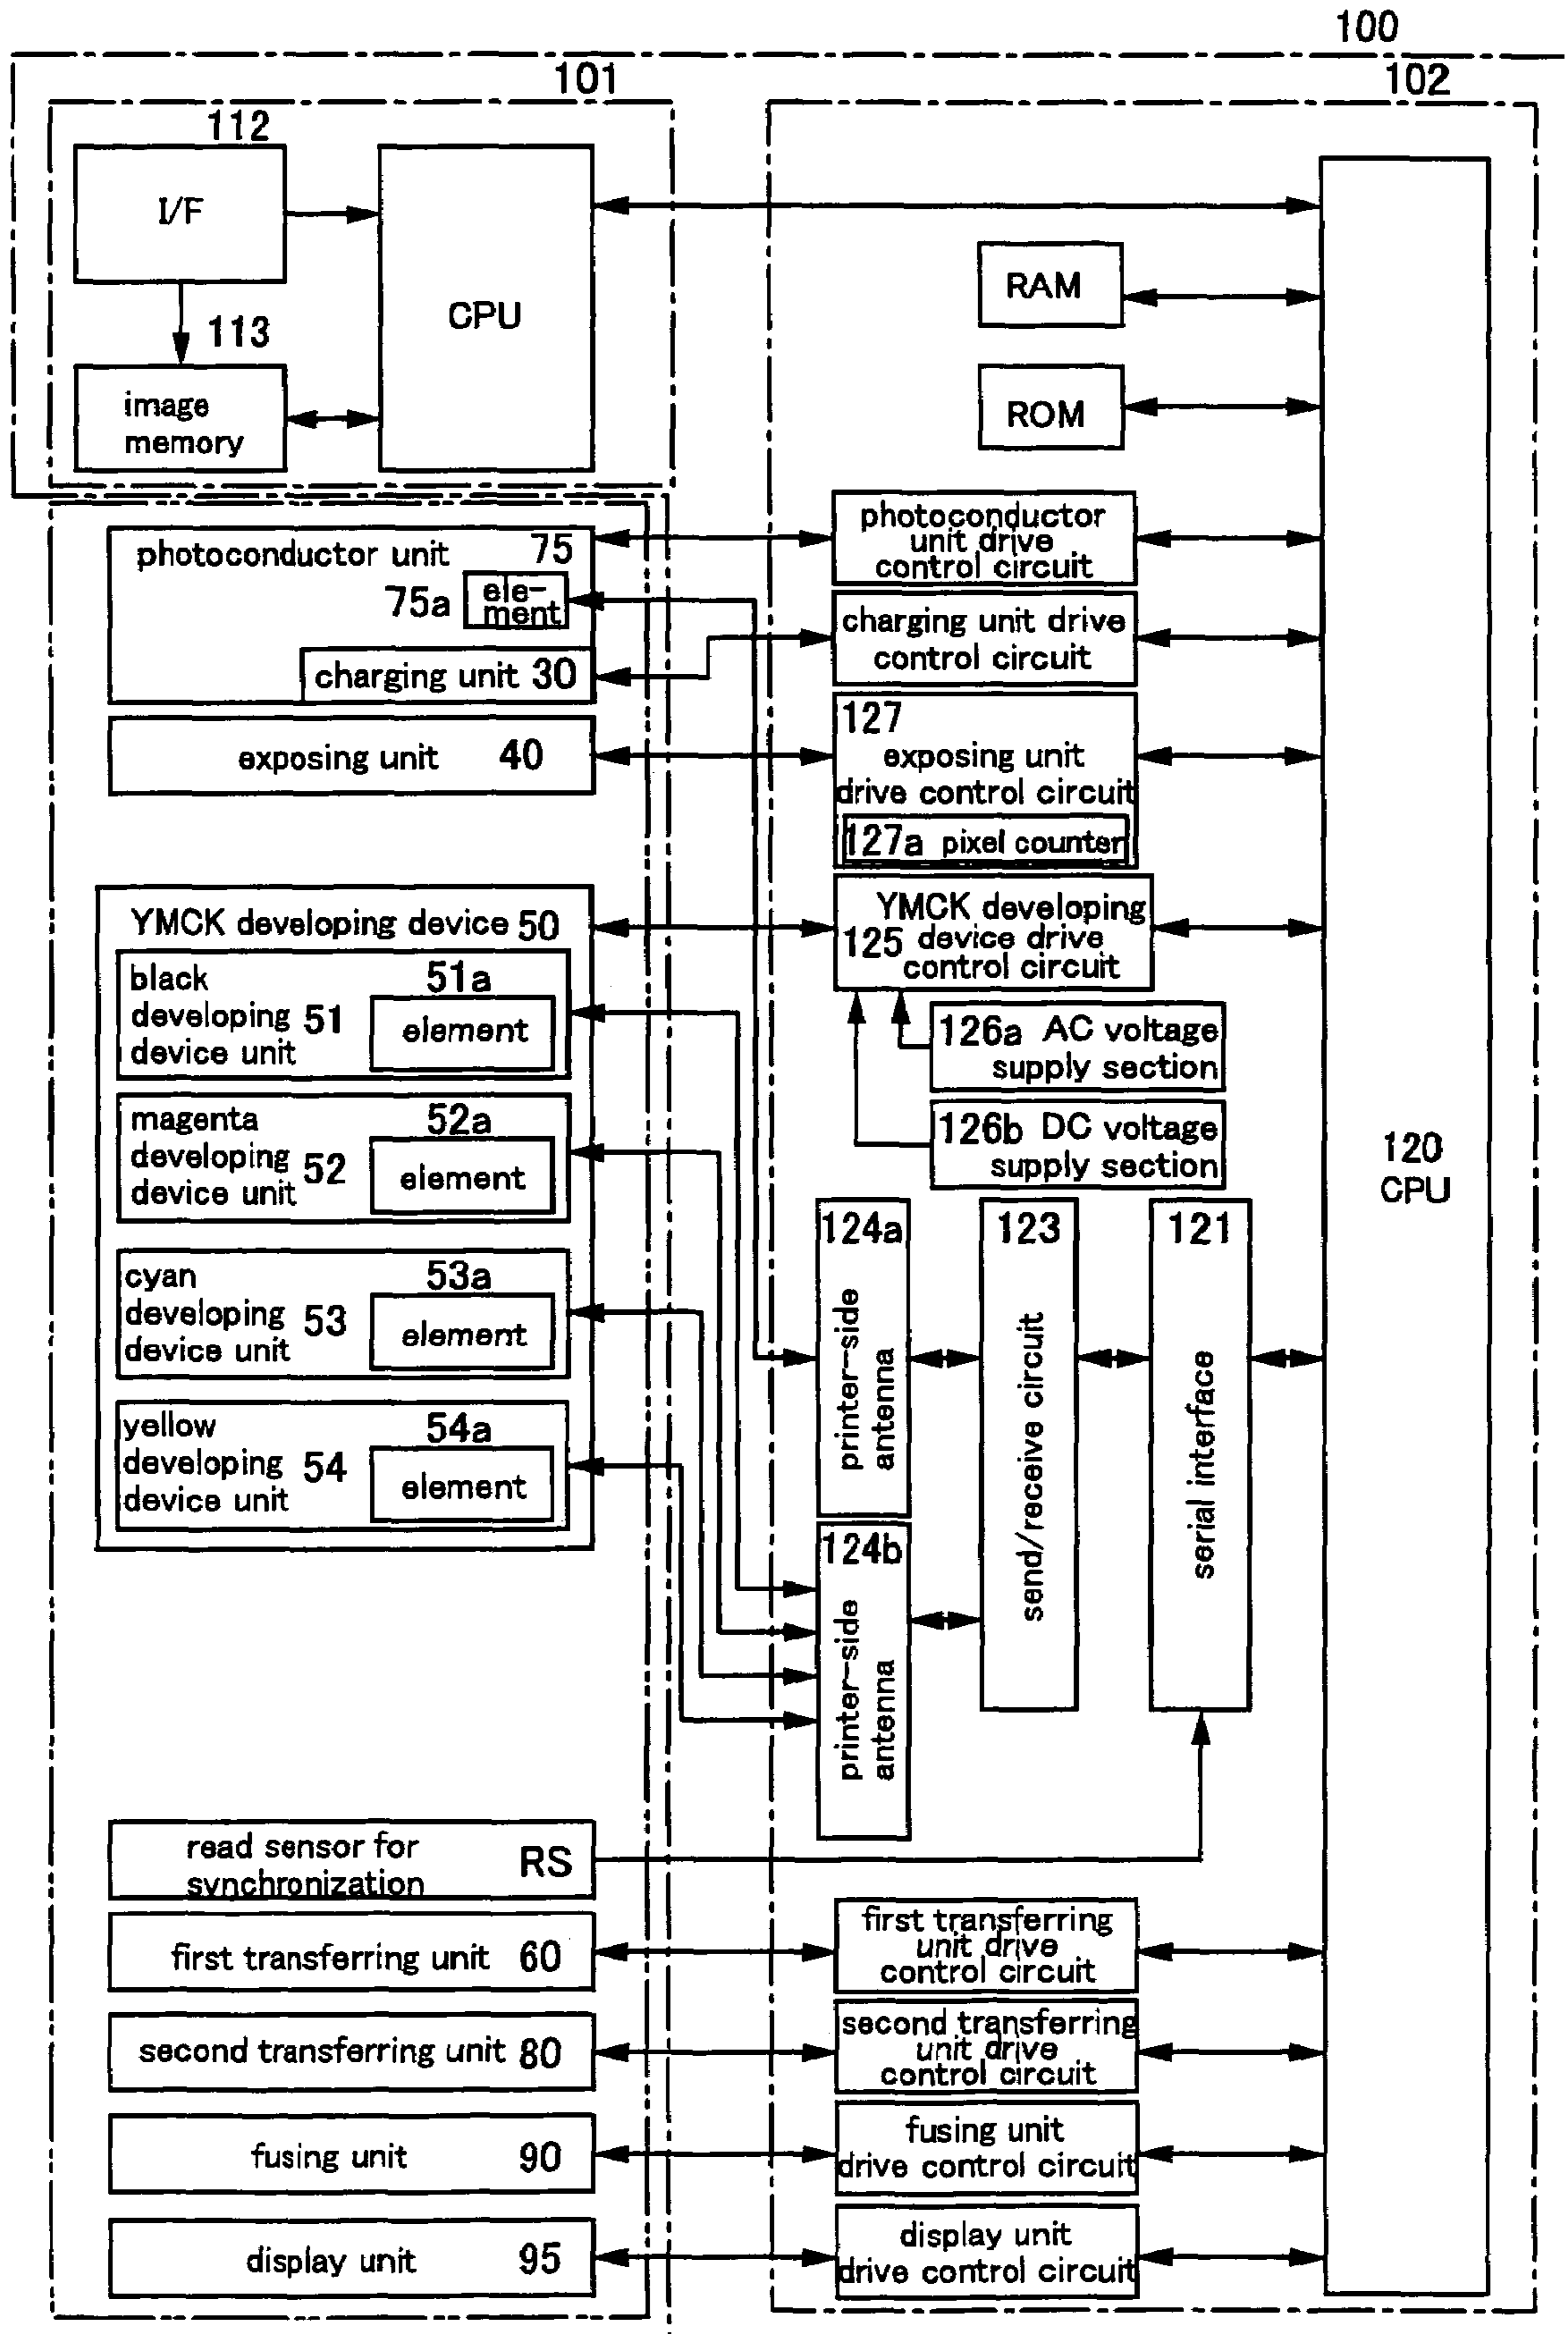 100
101
102
112
I/F
CPU
113
image
memory
RAM
ROM
photoconductor unit 75
75a ele-
ment
charging unit 30
exposing unit 40
photoconductor
unit drive
control circuit
charging unit drive
control circuit
127
exposing unit
drive control circuit
127a pixel counter
YMCK developing device 50
black
developing 51
device unit
51a
element
magenta
developing 52
device unit
52a
element
cyan
developing 53
device unit
53a
element
yellow
developing 54
device unit
54a
element
YMCK developing
125 device drive
control circuit
126a AC voltage
supply section
126b DC voltage
supply section
120
CPU
124a
printer-side
antenna
124b
printer-side
antenna
123
send/receive circuit
121
serial interface
read sensor for RS
synchronization
first transferring unit 60
second transferring unit 80
fusing unit 90
display unit 95
first transferring
unit drive
control circuit
second transferring
unit drive
control circuit
fusing unit
drive control circuit
display unit
drive control circuit